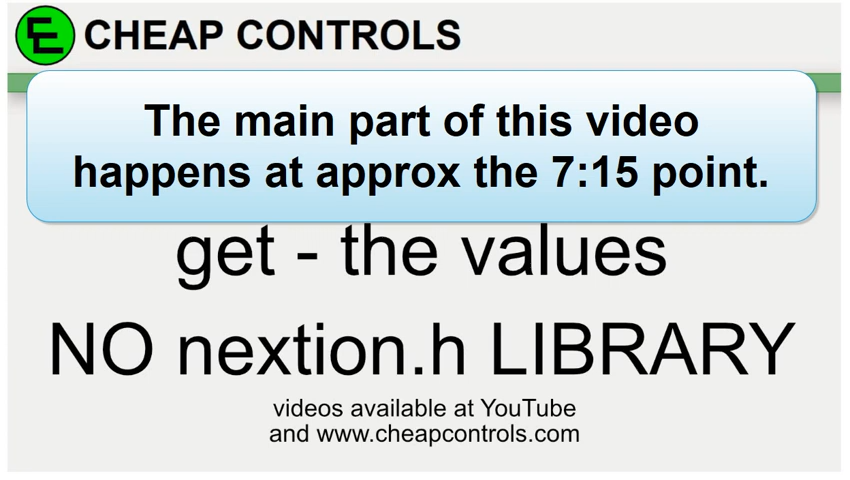 CHEAP CONTROLS
The main part of this video
happens at approx the 7:15 point.
get - the values
NO nextion.h LIBRARY
videos available at YouTube
and www.cheapcontrols.com